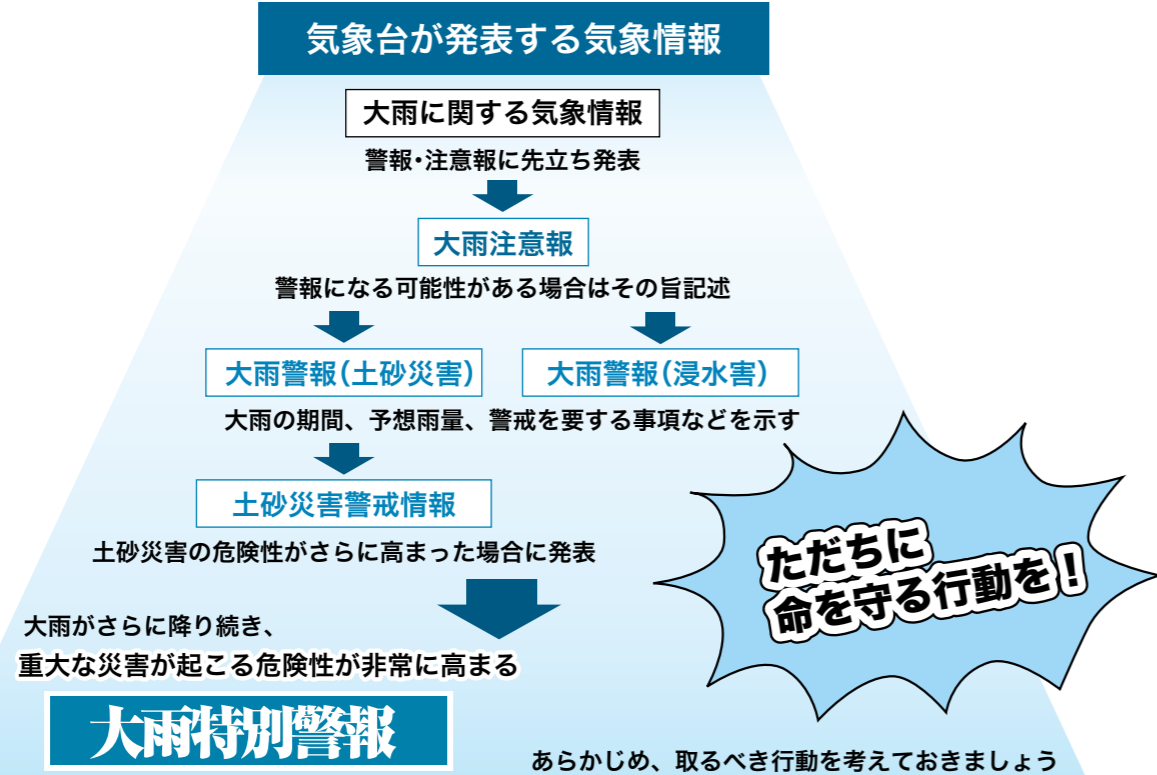 気象台が発表する気象情報
大雨に関する気象情報
警報・注意報に先立ち発表
大雨注意報
警報になる可能性がある場合はその旨記述
大雨警報(土砂災害)
大雨警報(浸水害)
大雨の期間、予想雨量、警戒を要する事項などを示す
土砂災害警戒情報
土砂災害の危険性がさらに高まった場合に発表
ただちに
命を守る行動を!
大雨がさらに降り続き、
重大な災害が起こる危険性が非常に高まる
大雨特別警報
あらかじめ、取るべき行動を考えておきましょう